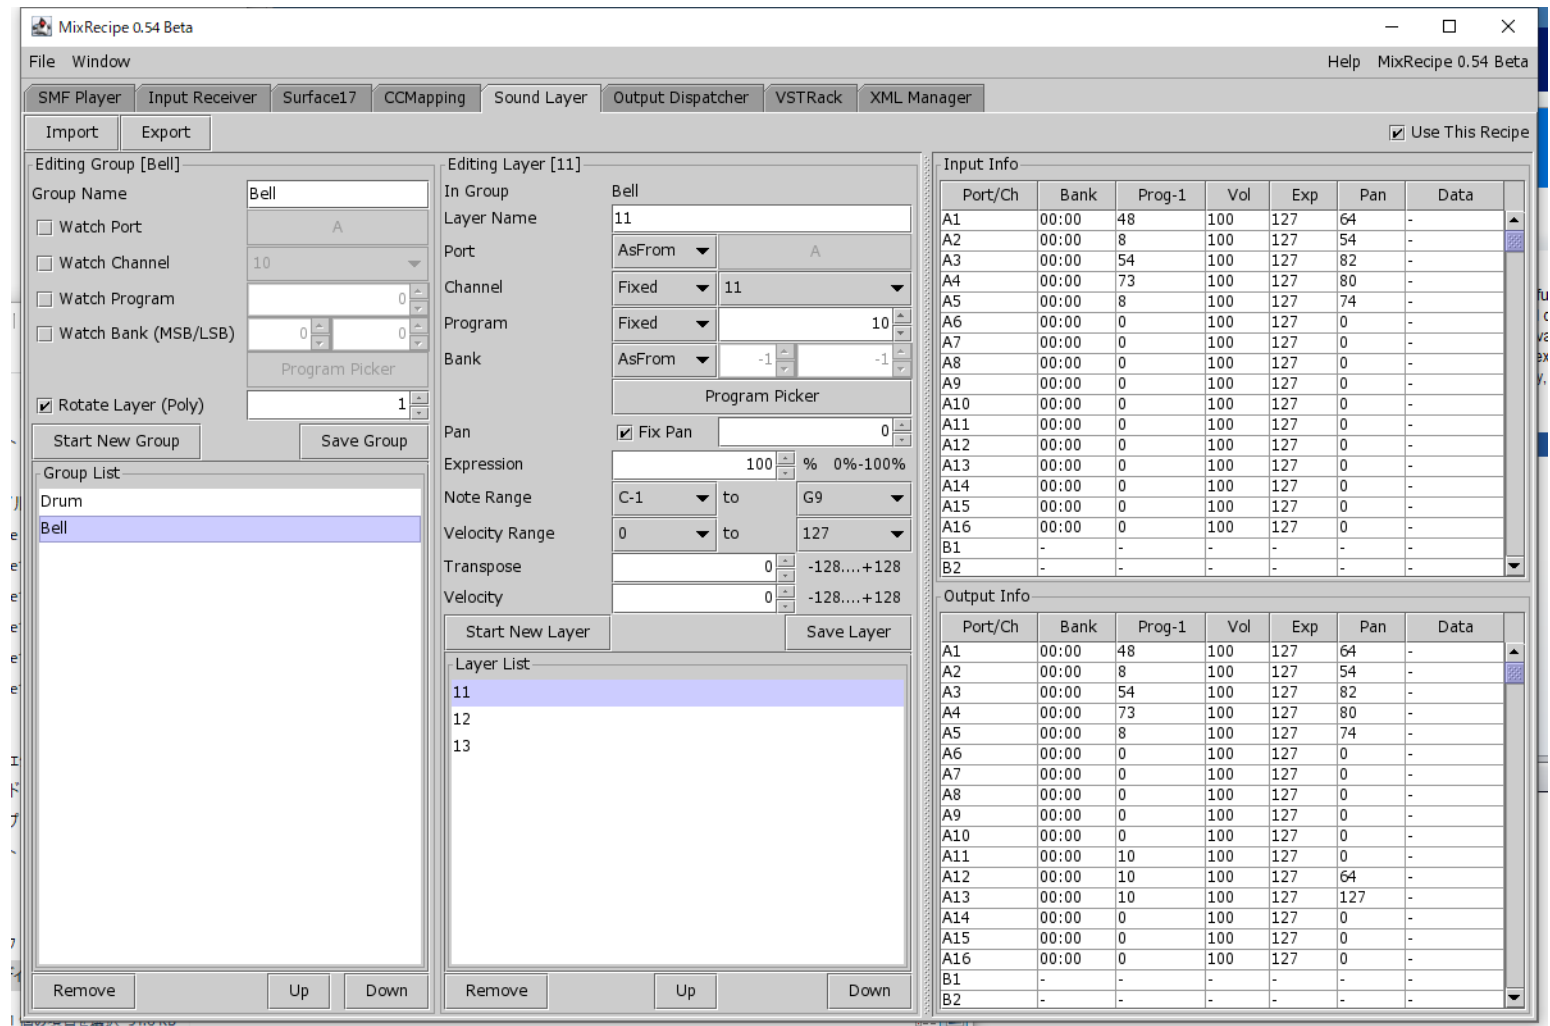 MixRecipe 0.54 Beta
File Window Help MixRecipe 0.54 Beta
SMF Player Input Receiver Surface17 CCMapping Sound Layer Output Dispatcher VSTRack XML Manager
Import Export Use This Recipe
Editing Group [Bell]
Group Name Bell
Watch Port A
Watch Channel 10
Watch Program 0
Watch Bank (MSB/LSB) 0 0
Program Picker
Rotate Layer (Poly) 1
Start New Group Save Group
Group List
Drum
Bell
Remove Up Down
Editing Layer [11]
In Group Bell
Layer Name 11
Port AsFrom A
Channel Fixed 11
Program Fixed 10
Bank AsFrom -1 -1
Program Picker
Pan Fix Pan 0
Expression 100 % 0%-100%
Note Range C-1 to G9
Velocity Range 0 to 127
Transpose 0 -128....+128
Velocity 0 -128....+128
Start New Layer Save Layer
Layer List
11
12
13
Remove Up Down
Input Info
Port/Ch Bank Prog-1 Vol Exp Pan Data
A1 00:00 48 100 127 64 -
A2 00:00 8 100 127 54 -
A3 00:00 54 100 127 82 -
A4 00:00 73 100 127 80 -
A5 00:00 8 100 127 74 -
A6 00:00 0 100 127 0 -
A7 00:00 0 100 127 0 -
A8 00:00 0 100 127 0 -
A9 00:00 0 100 127 0 -
A10 00:00 0 100 127 0 -
A11 00:00 0 100 127 0 -
A12 00:00 0 100 127 0 -
A13 00:00 0 100 127 0 -
A14 00:00 0 100 127 0 -
A15 00:00 0 100 127 0 -
A16 00:00 0 100 127 0 -
B1 - - - - - -
B2 - - - - - -
Output Info
Port/Ch Bank Prog-1 Vol Exp Pan Data
A1 00:00 48 100 127 64 -
A2 00:00 8 100 127 54 -
A3 00:00 54 100 127 82 -
A4 00:00 73 100 127 80 -
A5 00:00 8 100 127 74 -
A6 00:00 0 100 127 0 -
A7 00:00 0 100 127 0 -
A8 00:00 0 100 127 0 -
A9 00:00 0 100 127 0 -
A10 00:00 0 100 127 0 -
A11 00:00 10 100 127 0 -
A12 00:00 10 100 127 64 -
A13 00:00 10 100 127 127 -
A14 00:00 0 100 127 0 -
A15 00:00 0 100 127 0 -
A16 00:00 0 100 127 0 -
B1 - - - - - -
B2 - - - - - -